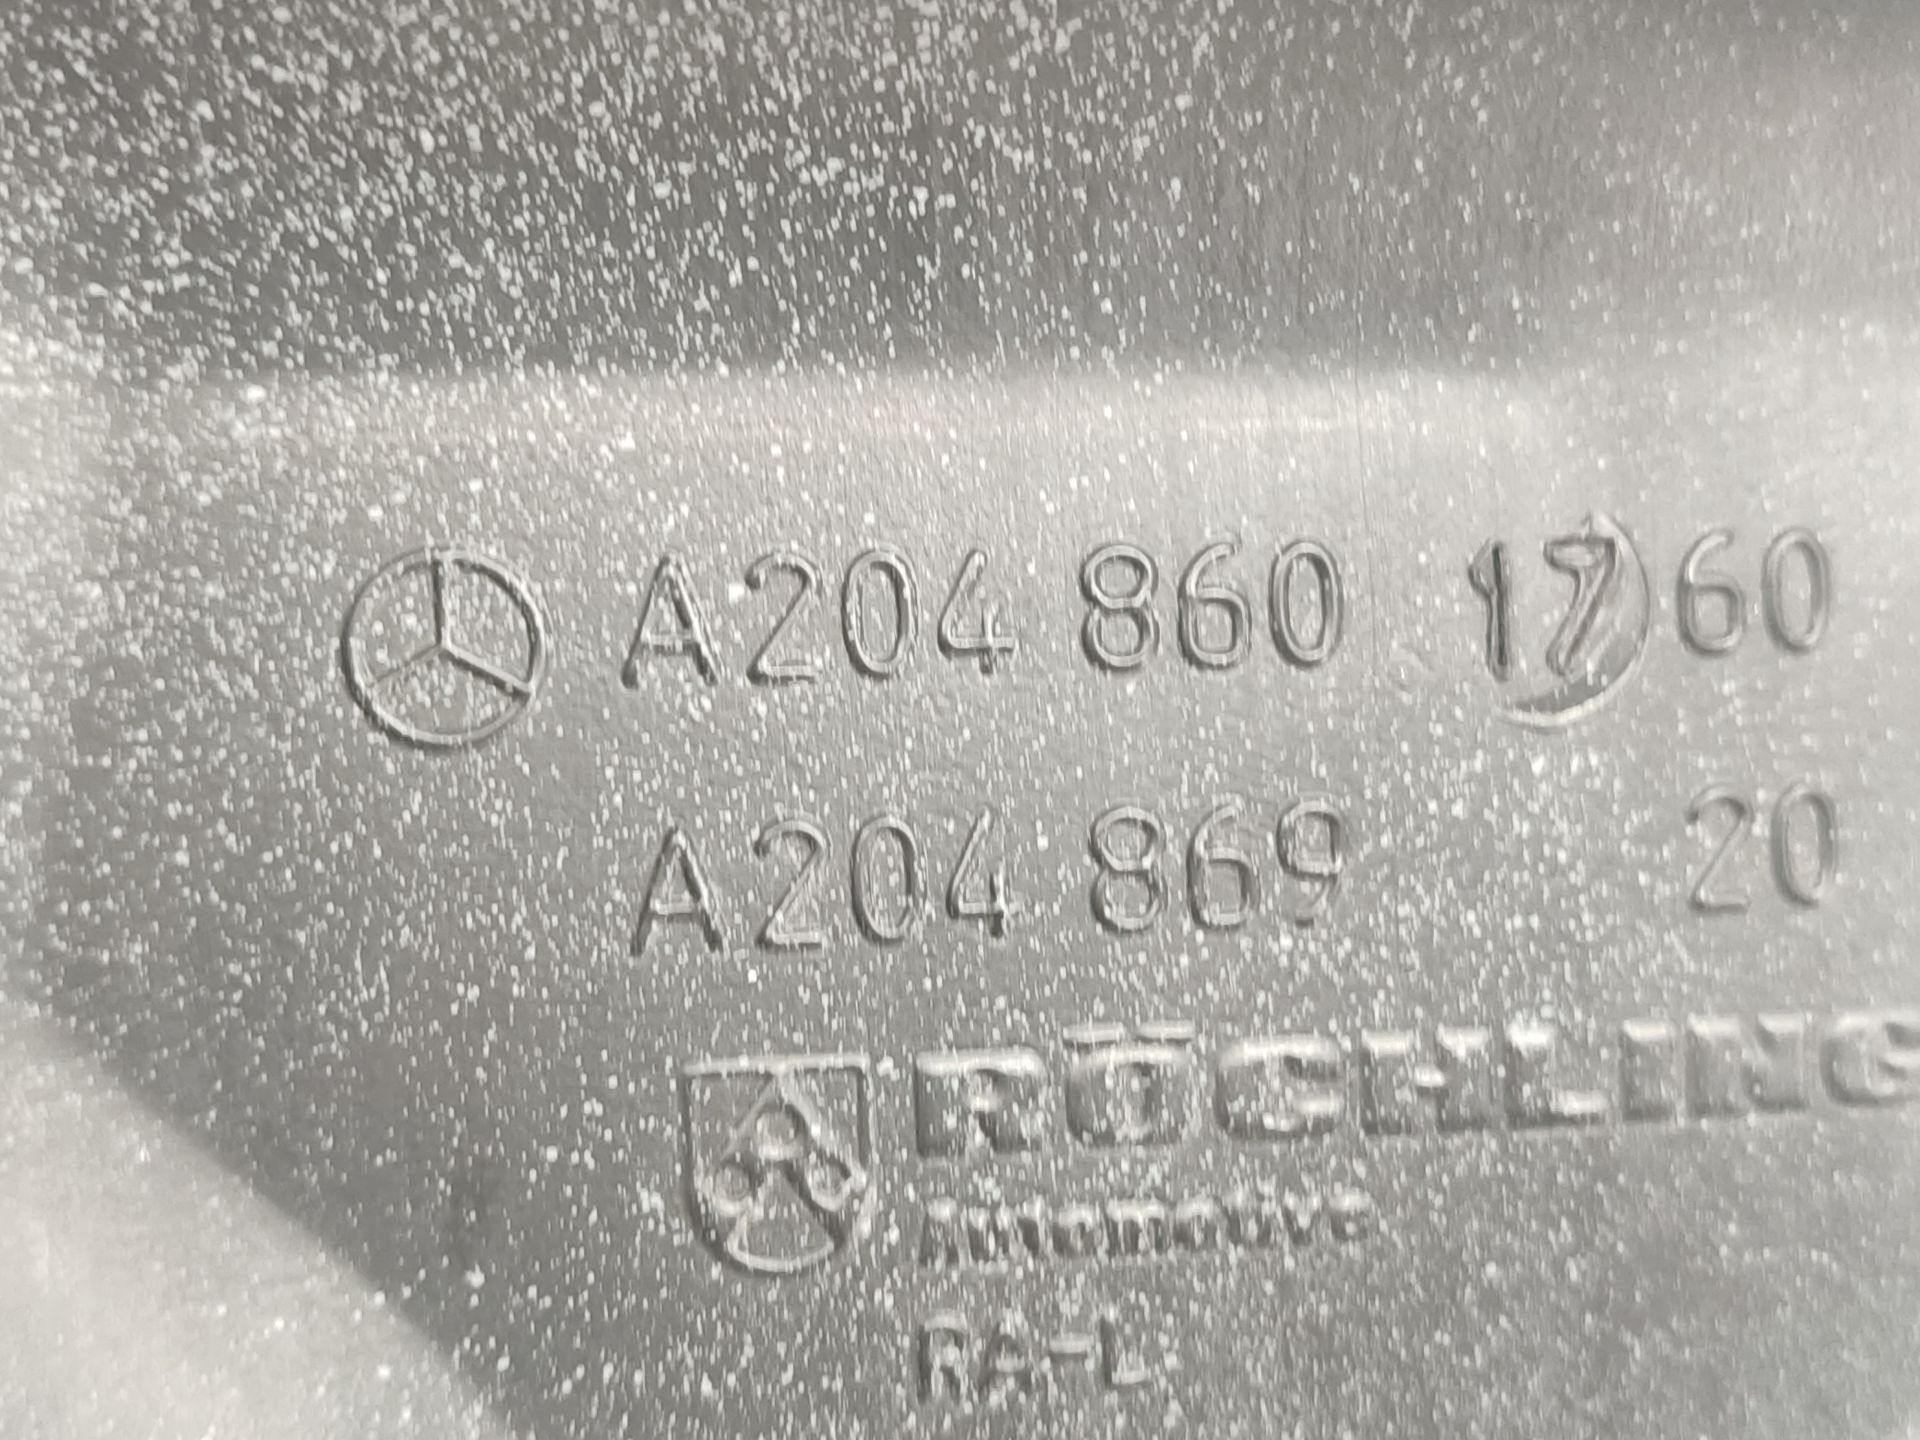 A204 860 1760
A204 869 20
RÖCHLING
Automotive
RA-L